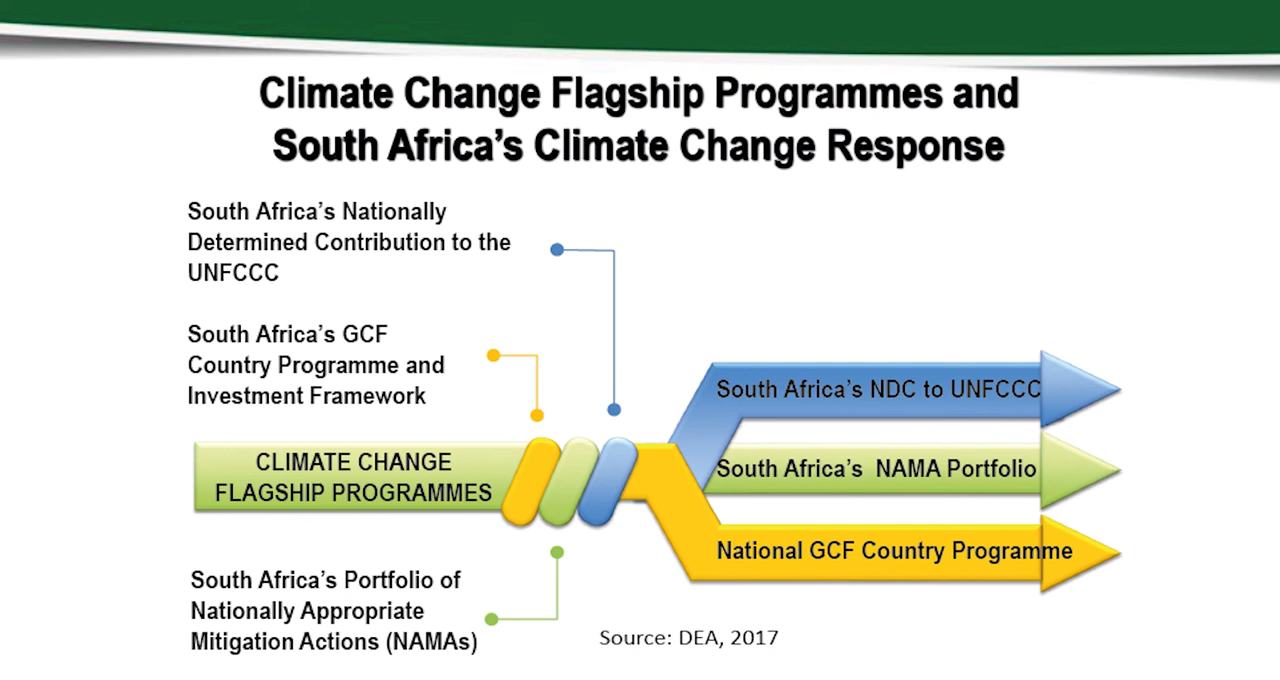 Climate Change Flagship Programmes and
South Africa’s Climate Change Response
South Africa’s Nationally
Determined Contribution to the
UNFCCC
South Africa’s GCF
Country Programme and
Investment Framework
CLIMATE CHANGE
FLAGSHIP PROGRAMMES
South Africa’s NDC to UNFCCC
South Africa’s NAMA Portfolio
National GCF Country Programme
South Africa’s Portfolio of
Nationally Appropriate
Mitigation Actions (NAMAs)
Source: DEA, 2017